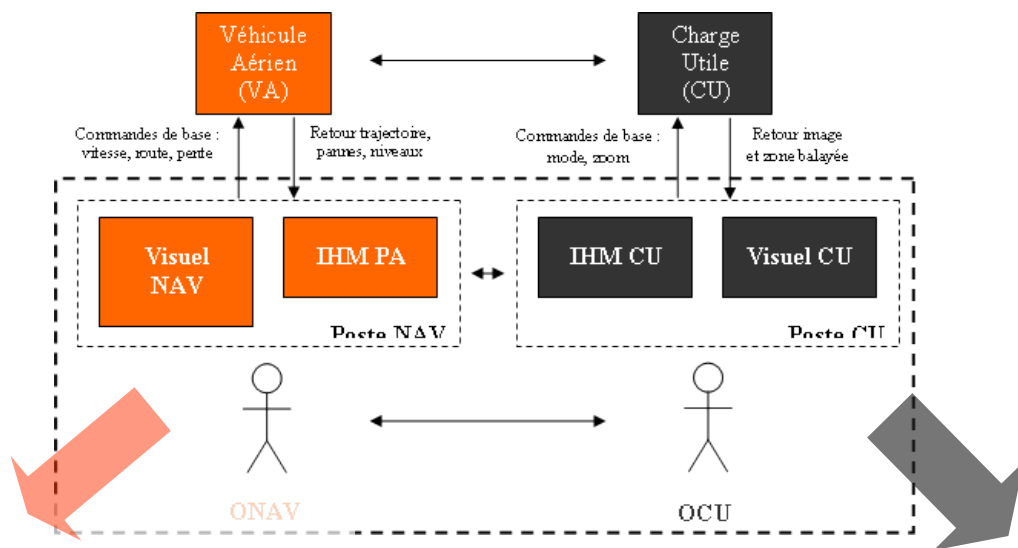 Véhicule
Aérien
(VA)
Charge
Utile
(CU)
Commandes de base :
vitesse, route, pente
Retour trajectoire,
pannes, niveaux
Commandes de base :
mode, zoom
Retour image
et zone balayée
Visuel
NAV
IHM PA
IHM CU
Visuel CU
Poste NAV
Poste CU
ONAV
OCU